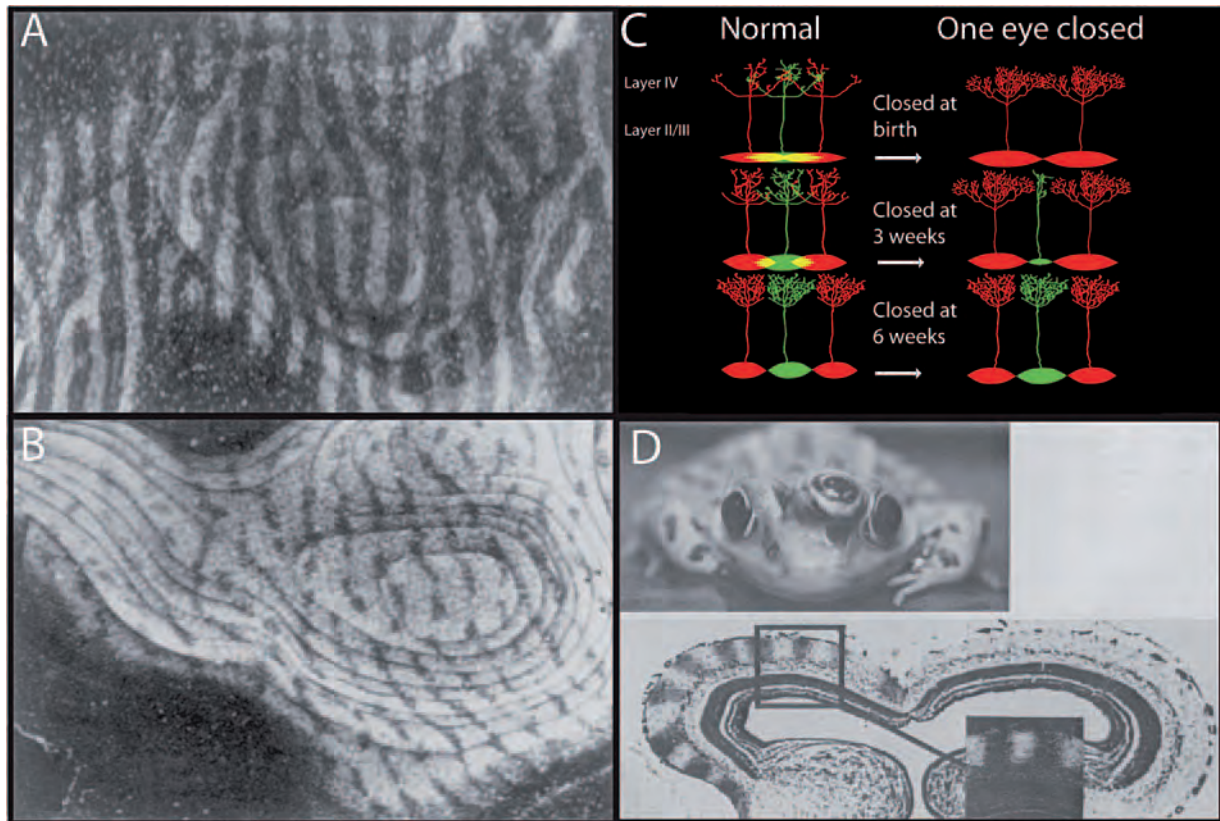 A
B
C
Normal
One eye closed
Layer IV
Layer II/III
Closed at
birth
Closed at
3 weeks
Closed at
6 weeks
D